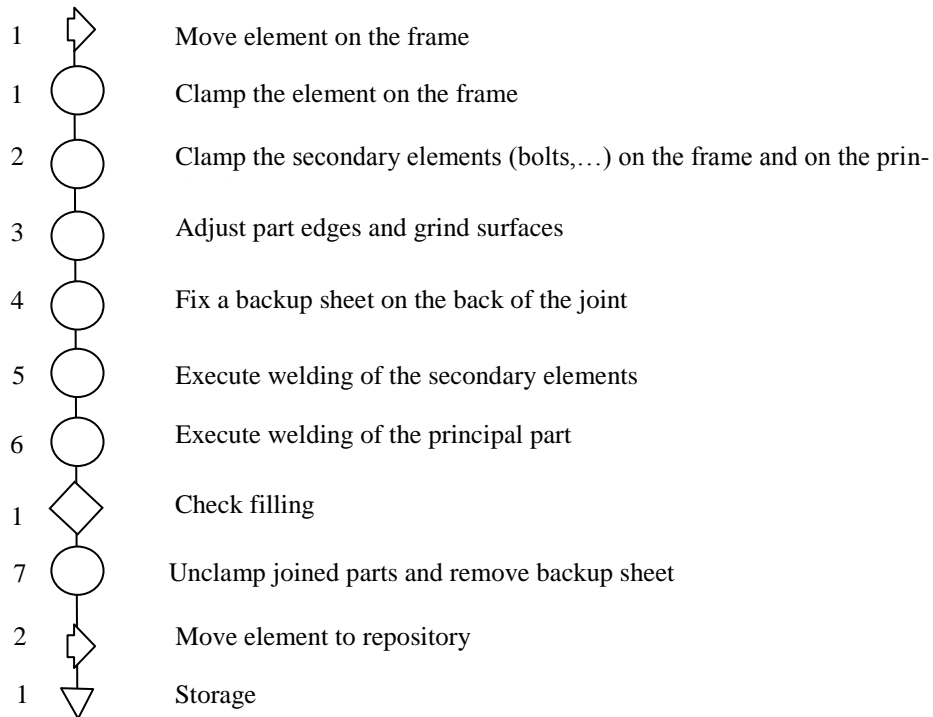 1 Move element on the frame
1 Clamp the element on the frame
2 Clamp the secondary elements (bolts,…) on the frame and on the prin-
3 Adjust part edges and grind surfaces
4 Fix a backup sheet on the back of the joint
5 Execute welding of the secondary elements
6 Execute welding of the principal part
1 Check filling
7 Unclamp joined parts and remove backup sheet
2 Move element to repository
1 Storage